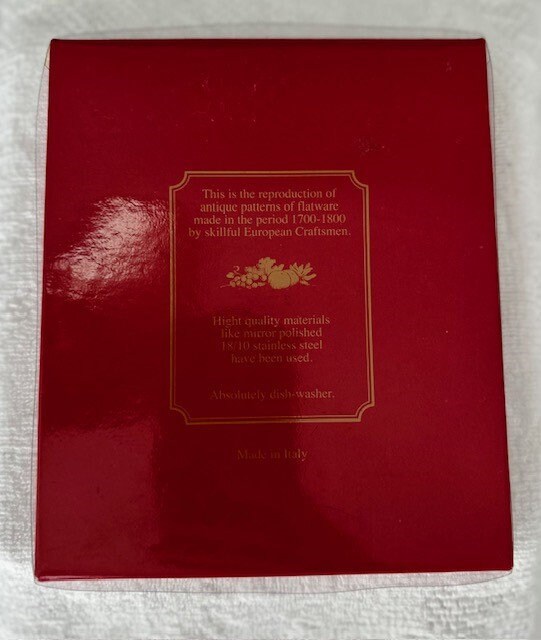 This is the reproduction of
antique patterns of flatware
made in the period 1700-1800
by skillful European Craftsmen.
Hight quality materials
like mirror polished
18/10 stainless steel
have been used.
Absolutely dish-washer.
Made in Italy